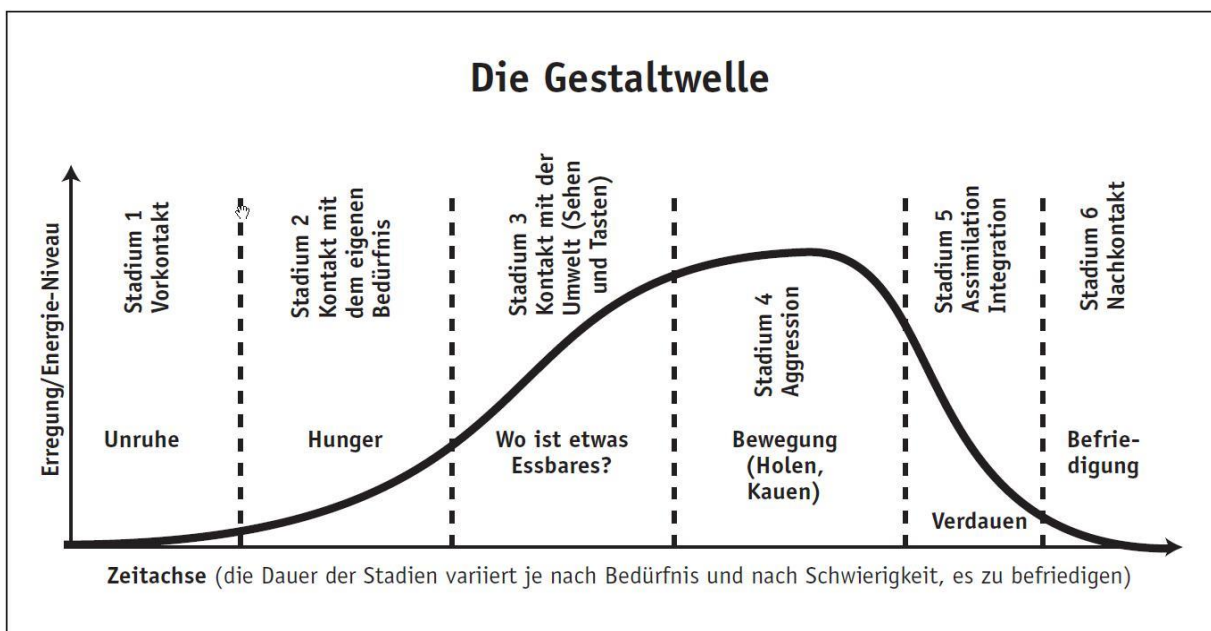 Die Gestaltwelle
Erregung/Energie-Niveau
Stadium 1
Vorkontakt
Stadium 2
Kontakt mit
dem eigenen
Bedürfnis
Stadium 3
Kontakt mit der
Umwelt (Sehen
und Tasten)
Stadium 4
Aggression
Stadium 5
Assimilation
Integration
Stadium 6
Nachkontakt
Unruhe
Hunger
Wo ist etwas
Essbares?
Bewegung
(Holen,
Kauen)
Verdauen
Befrie-
digung
Zeitachse (die Dauer der Stadien variiert je nach Bedürfnis und nach Schwierigkeit, es zu befriedigen)